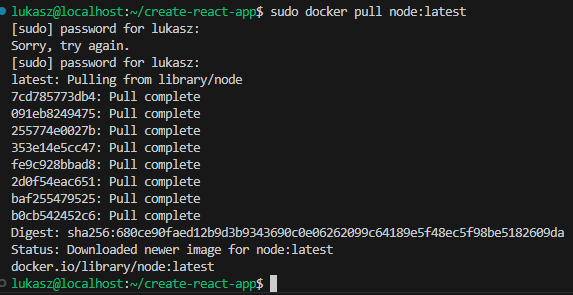 lukasz@localhost:~/create-react-app$ sudo docker pull node:latest
[sudo] password for lukasz:
Sorry, try again.
[sudo] password for lukasz:
latest: Pulling from library/node
7cd785773db4: Pull complete
091eb8249475: Pull complete
255774e0027b: Pull complete
353e14e5cc47: Pull complete
fe9c928bbad8: Pull complete
2d0f54eac651: Pull complete
baf255479525: Pull complete
b0cb542452c6: Pull complete
Digest: sha256:680ce90faed12b9d3b9343690c0e06262099c64189e5f48ec5f98be5182609da
Status: Downloaded newer image for node:latest
docker.io/library/node:latest
lukasz@localhost:~/create-react-app$